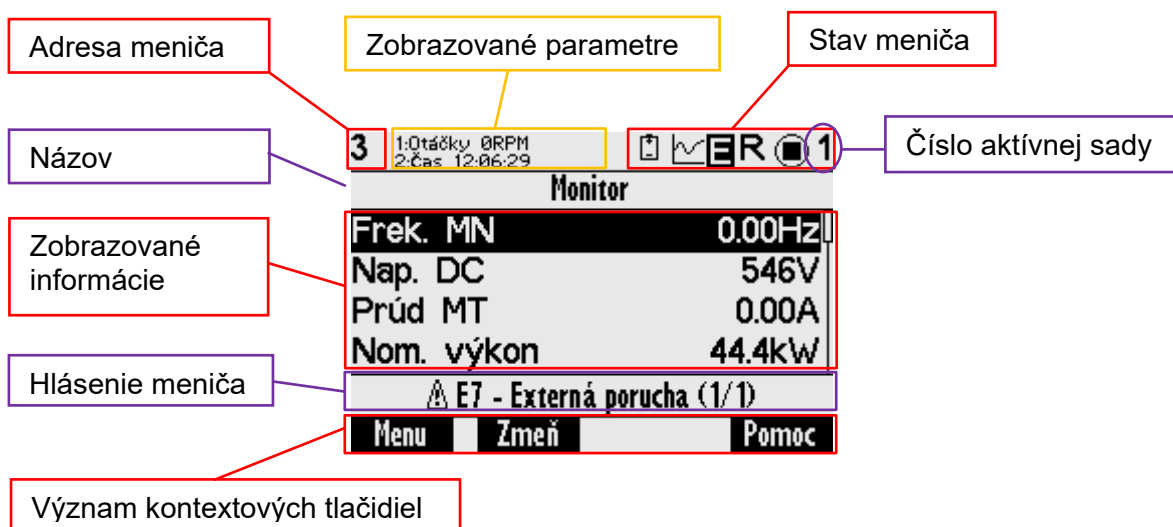 Adresa meniča
Zobrazované parametre
Stav meniča
3
1:Otáčky 0RPM
2:Čas 12:06:29
E R 1
Číslo aktívnej sady
Názov
Monitor
Zobrazované
informácie
Frek. MN 0.00Hz
Nap. DC 546V
Prúd MT 0.00A
Nom. výkon 44.4kW
Hlásenie meniča
E7 - Externá porucha (1/1)
Menu Zmeň Pomoc
Význam kontextových tlačidiel